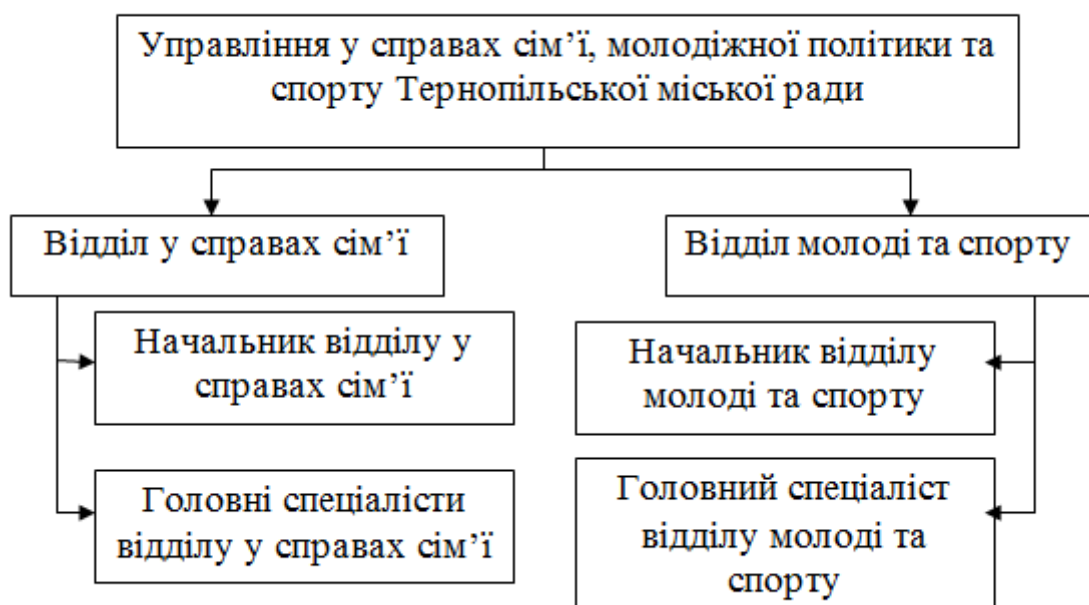 Управління у справах сім’ї, молодіжної політики та
спорту Тернопільської міської ради
Відділ у справах сім’ї
Відділ молоді та спорту
Начальник відділу у
справах сім’ї
Начальник відділу
молоді та спорту
Головні спеціалісти
відділу у справах сім’ї
Головний спеціаліст
відділу молоді та
спорту